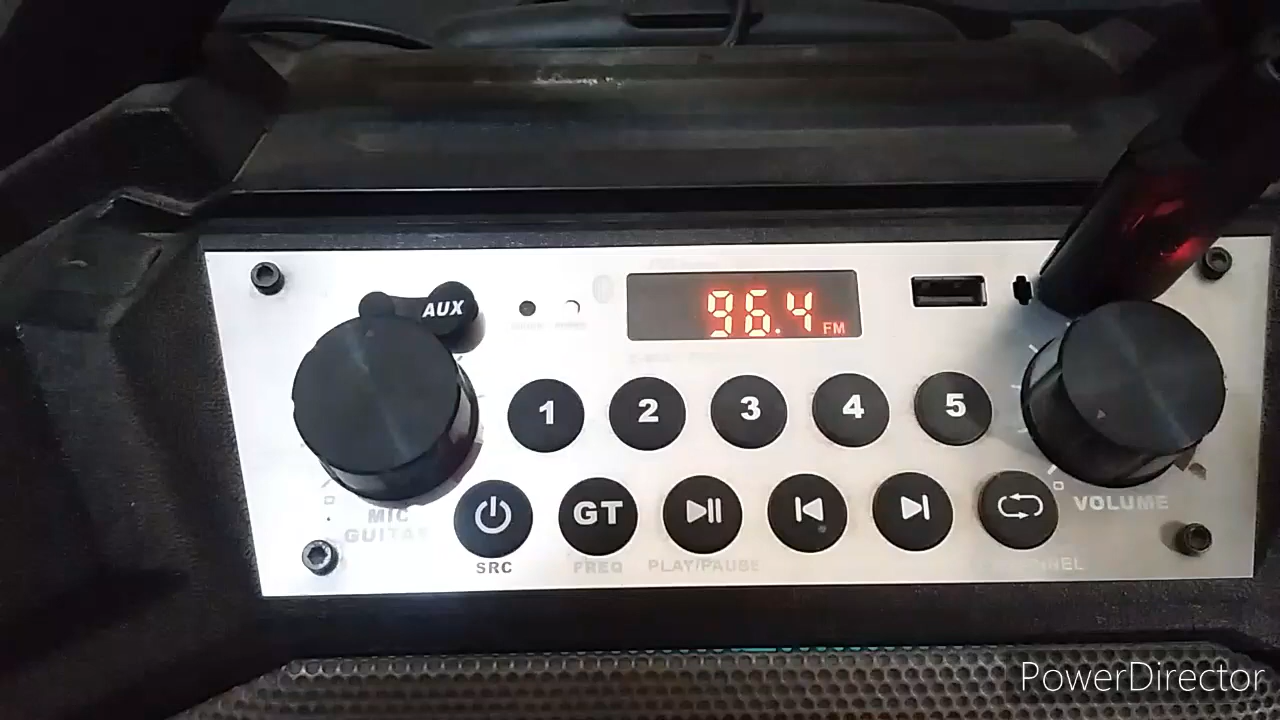 AUX
96.4 FM
1 2 3 4 5
GT
MIC
GUITAR
VOLUME
SRC
FREQ
PLAY/PAUSE
PowerDirector